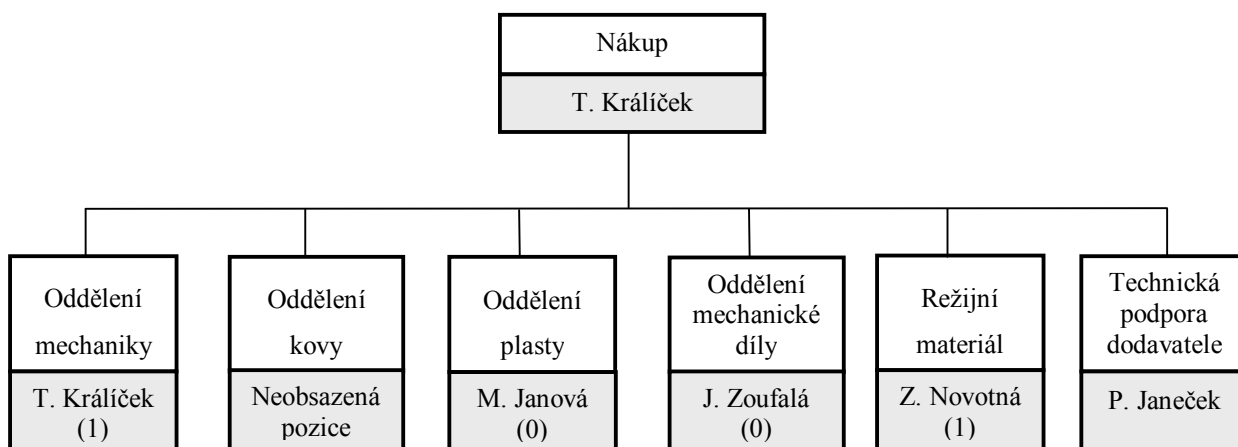 Nákup
T. Králíček
Oddělení
mechaniky
T. Králíček
(1)
Oddělení
kovy
Neobsazená
pozice
Oddělení
plasty
M. Janová
(0)
Oddělení
mechanické
díly
J. Zoufalá
(0)
Režijní
materiál
Z. Novotná
(1)
Technická
podpora
dodavatele
P. Janeček